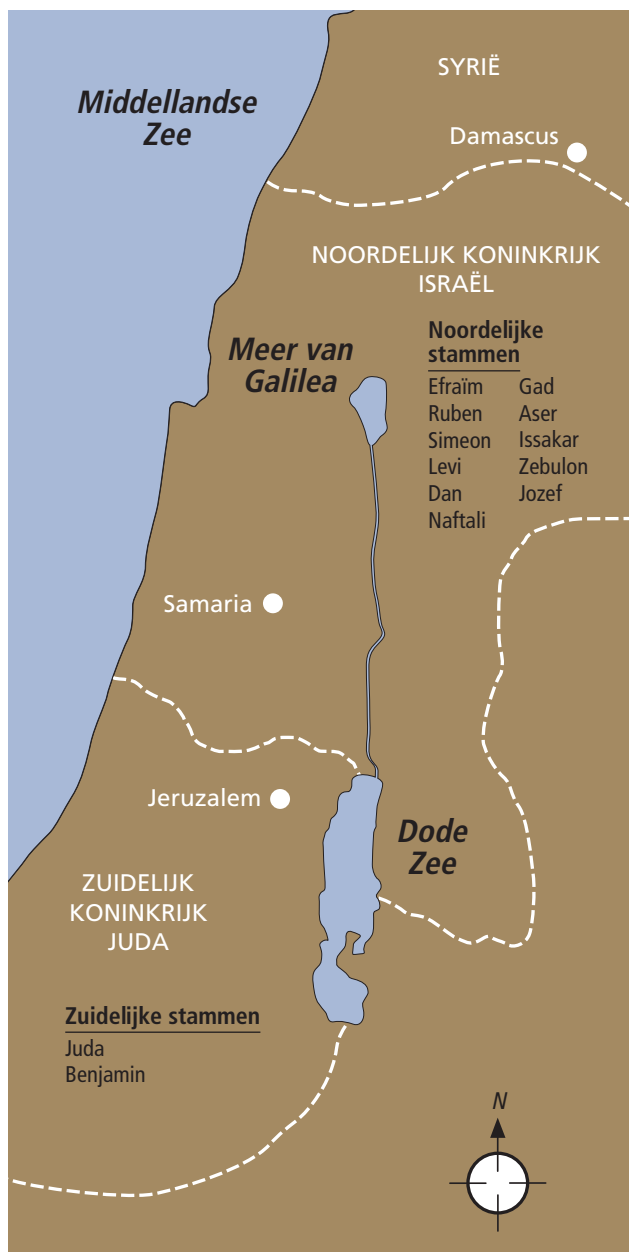 Middellandse
Zee
SYRIË
Damascus
NOORDELIJK KONINKRIJK
ISRAËL
Noordelijke
stammen
Efraïm Gad
Ruben Aser
Simeon Issakar
Levi Zebulon
Dan Jozef
Naftali
Meer van
Galilea
Samaria
Jeruzalem
Dode
Zee
ZUIDELIJK
KONINKRIJK
JUDA
Zuidelijke stammen
Juda
Benjamin
N